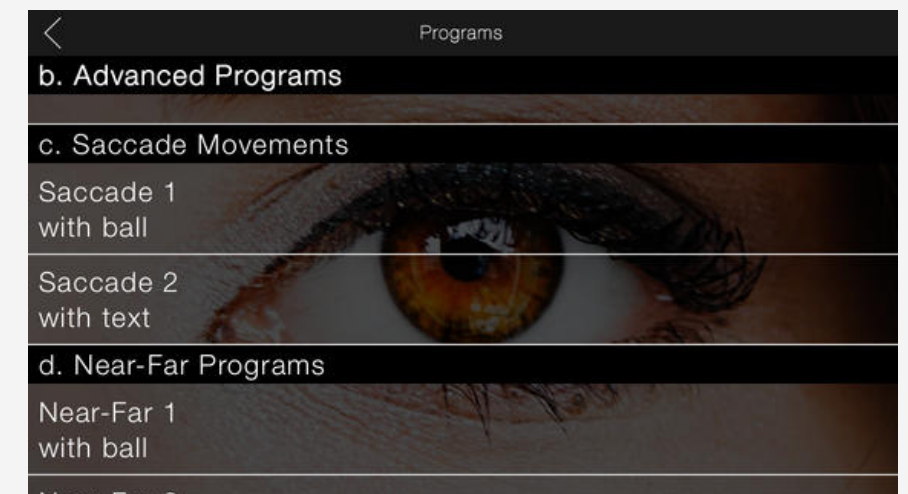 Programs
b. Advanced Programs
c. Saccade Movements
Saccade 1
with ball
Saccade 2
with text
d. Near-Far Programs
Near-Far 1
with ball